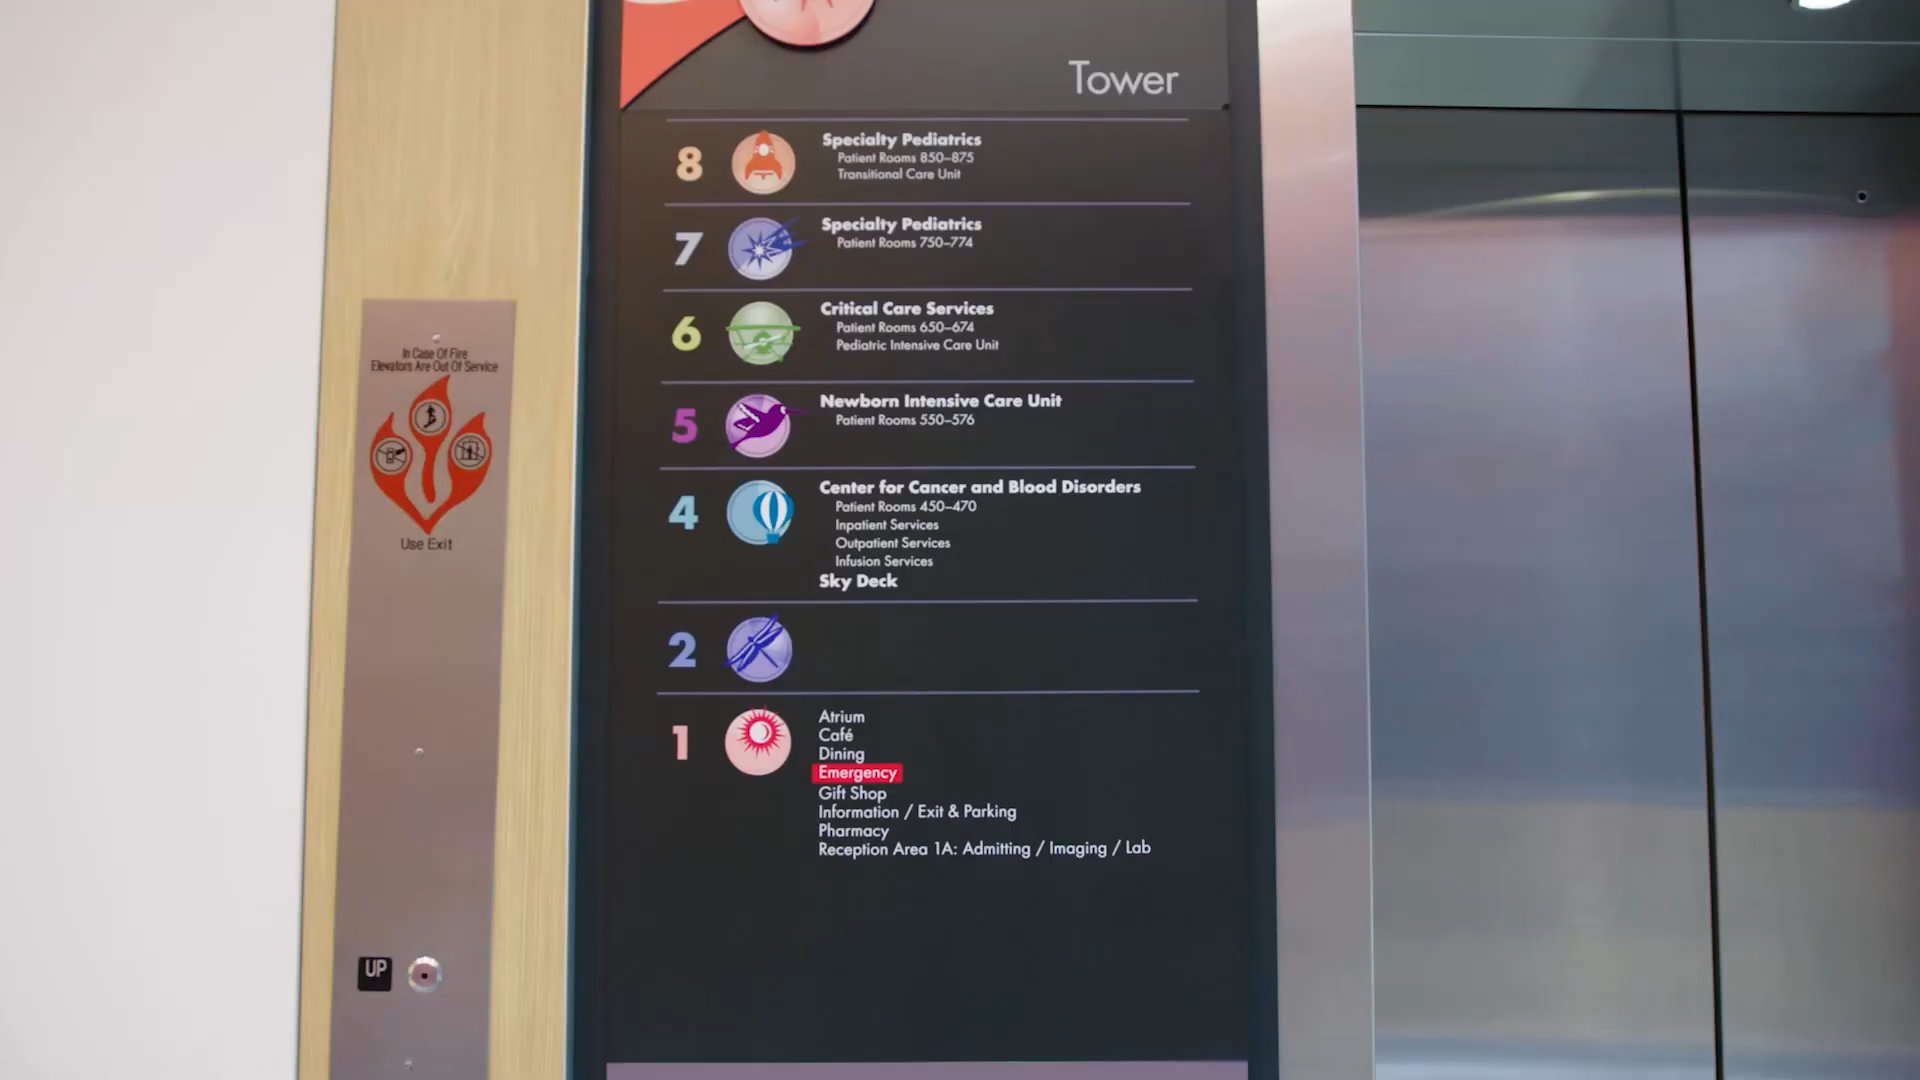 Tower
8
Specialty Pediatrics
Patient Rooms 850–875
Transitional Care Unit
7
Specialty Pediatrics
Patient Rooms 750–774
6
Critical Care Services
Patient Rooms 650–674
Pediatric Intensive Care Unit
5
Newborn Intensive Care Unit
Patient Rooms 550–576
4
Center for Cancer and Blood Disorders
Patient Rooms 450–470
Inpatient Services
Outpatient Services
Infusion Services
Sky Deck
2
1
Atrium
Café
Dining
Emergency
Gift Shop
Information / Exit & Parking
Pharmacy
Reception Area 1A: Admitting / Imaging / Lab
In Case Of Fire
Elevators Are Out Of Service
Use Exit
UP